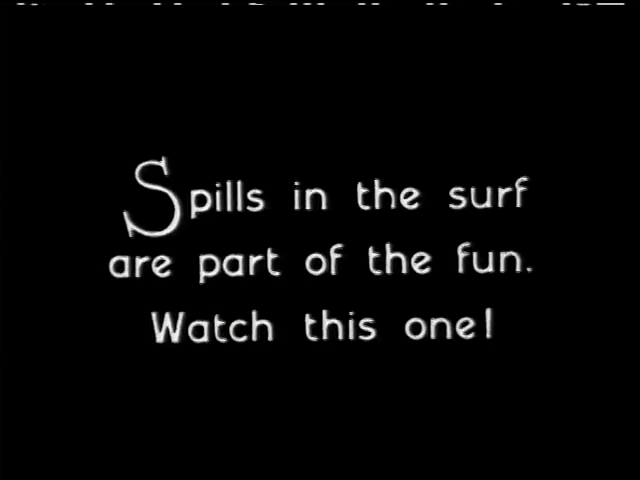 Spills in the surf
are part of the fun.
Watch this one!